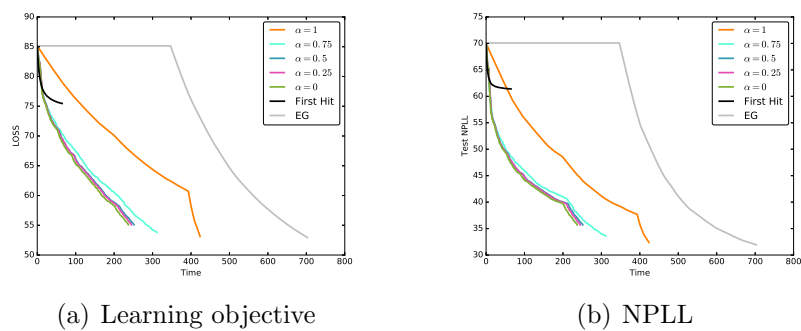 90
85
80
75
70
65
60
55
50
LOSS
0 100 200 300 400 500 600 700 800
Time
α = 1
α = 0.75
α = 0.5
α = 0.25
α = 0
First Hit
EG
(a) Learning objective
75
70
65
60
55
50
45
40
35
30
Test NPLL
0 100 200 300 400 500 600 700 800
Time
α = 1
α = 0.75
α = 0.5
α = 0.25
α = 0
First Hit
EG
(b) NPLL